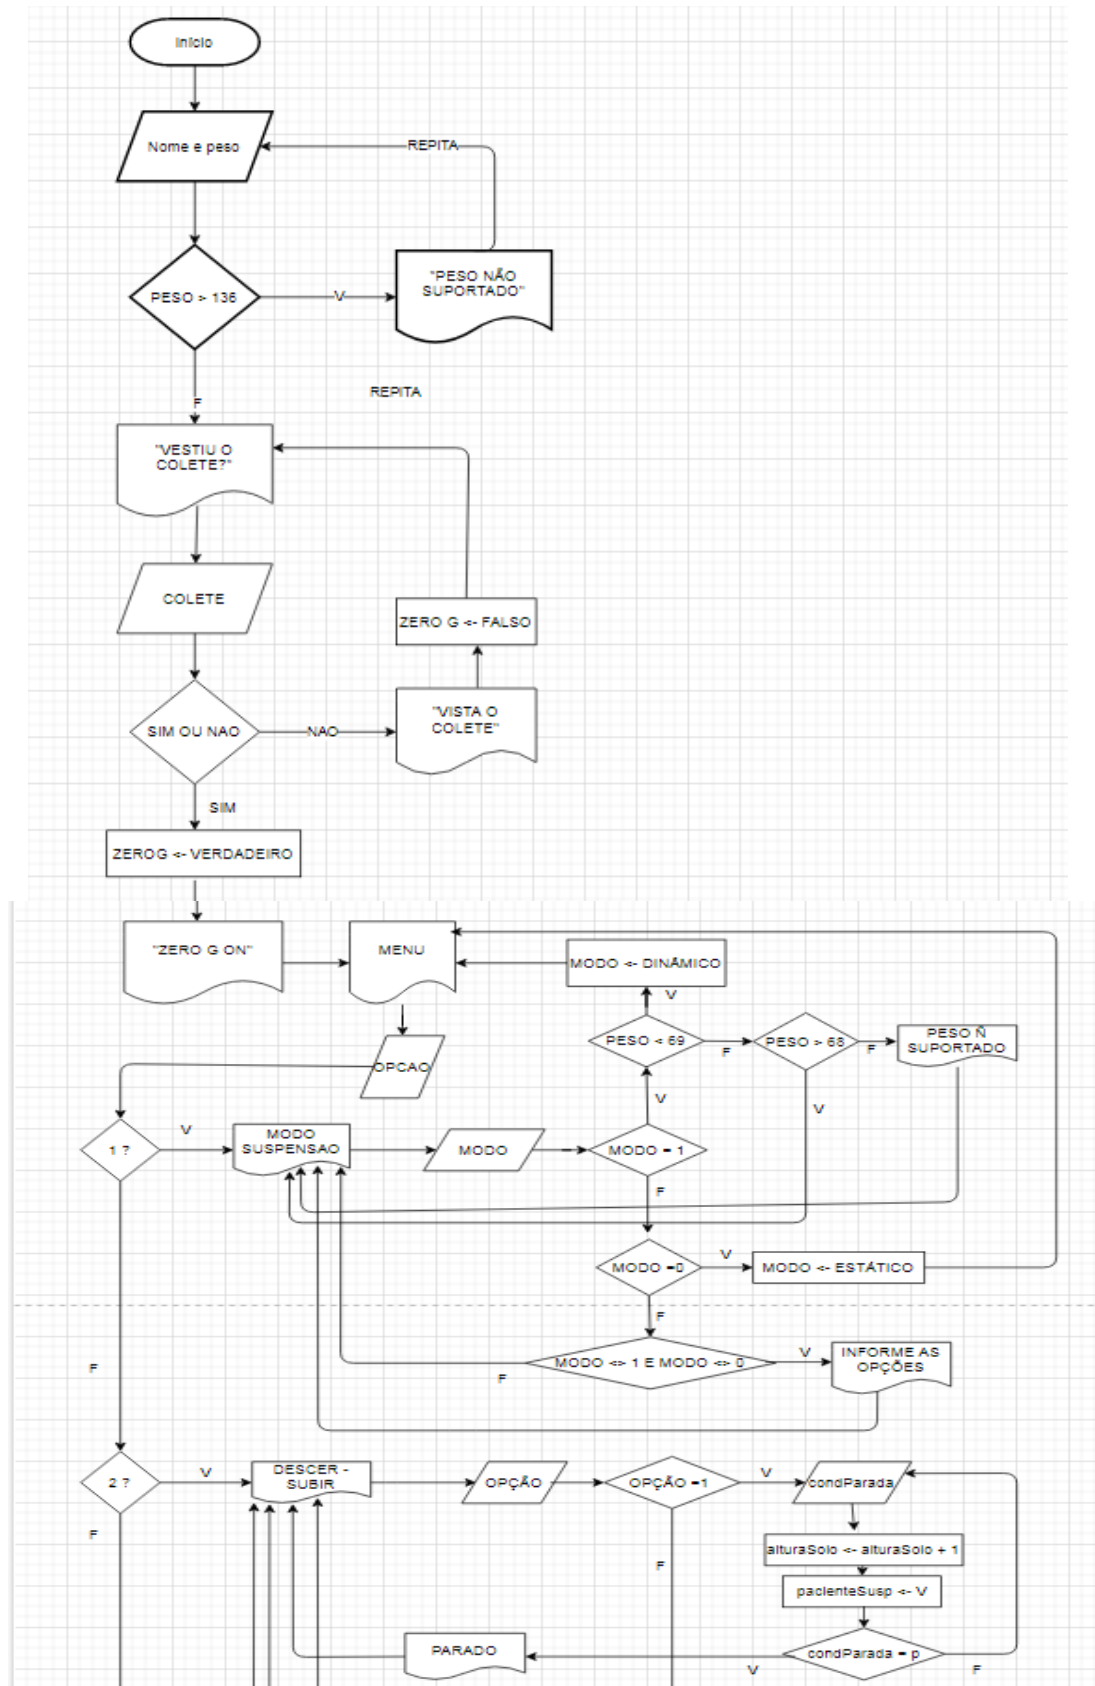 Início
Nome e peso
REPITA
PESO > 136
V
"PESO NÃO
SUPORTADO"
F
REPITA
"VESTIU O
COLETE?"
COLETE
ZERO G <- FALSO
SIM OU NAO
NAO
"VISTA O
COLETE"
SIM
ZEROG <- VERDADEIRO
"ZERO G ON"
MENU
MODO <- DINÂMICO
V
PESO < 69
F
PESO > 68
F
PESO Ñ
SUPORTADO
OPCAO
V
V
1 ?
V
MODO
SUSPENSAO
MODO
MODO = 1
F
MODO =0
V
MODO <- ESTÁTICO
F
F
MODO <> 1 E MODO <> 0
V
INFORME AS
OPÇÕES
F
2 ?
V
DESCER -
SUBIR
OPÇÃO
OPÇÃO =1
V
condParada
F
F
alturaSolo <- alturaSolo + 1
pacienteSusp <- V
PARADO
V
condParada = p
F